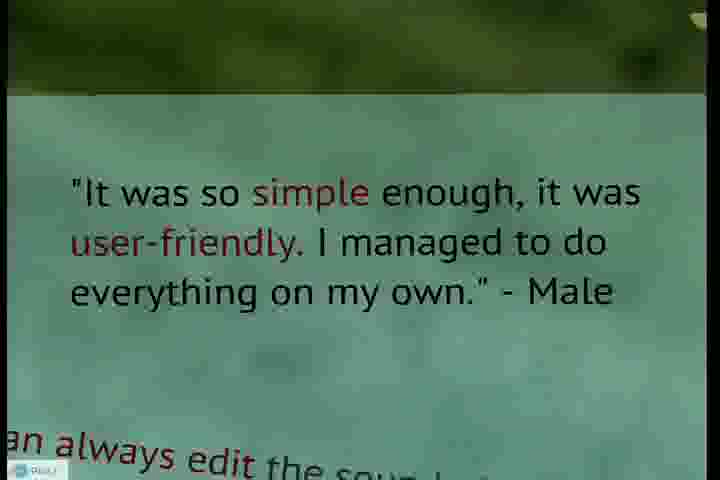 "It was so simple enough, it was
user-friendly. I managed to do
everything on my own." - Male
an always edit the